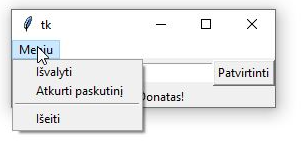 tk
Meniu
Išvalyti
Patvirtinti
Atkurti paskutinį
Donatas!
Išeiti